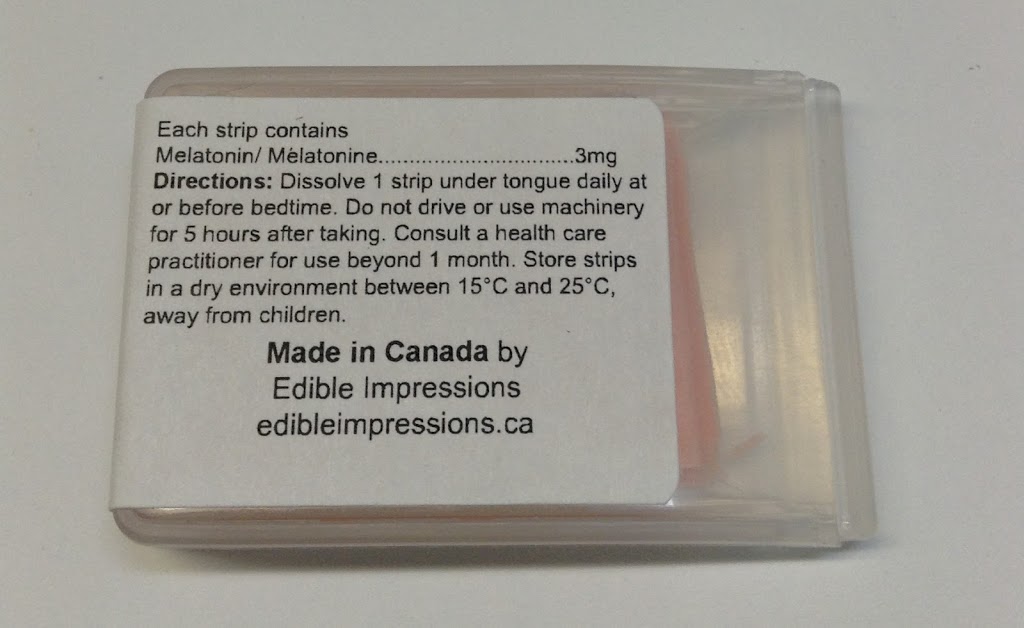 Each strip contains
Melatonin/ Mélatonine.................................3mg
Directions: Dissolve 1 strip under tongue daily at
or before bedtime. Do not drive or use machinery
for 5 hours after taking. Consult a health care
practitioner for use beyond 1 month. Store strips
in a dry environment between 15°C and 25°C,
away from children.
Made in Canada by
Edible Impressions
edibleimpressions.ca